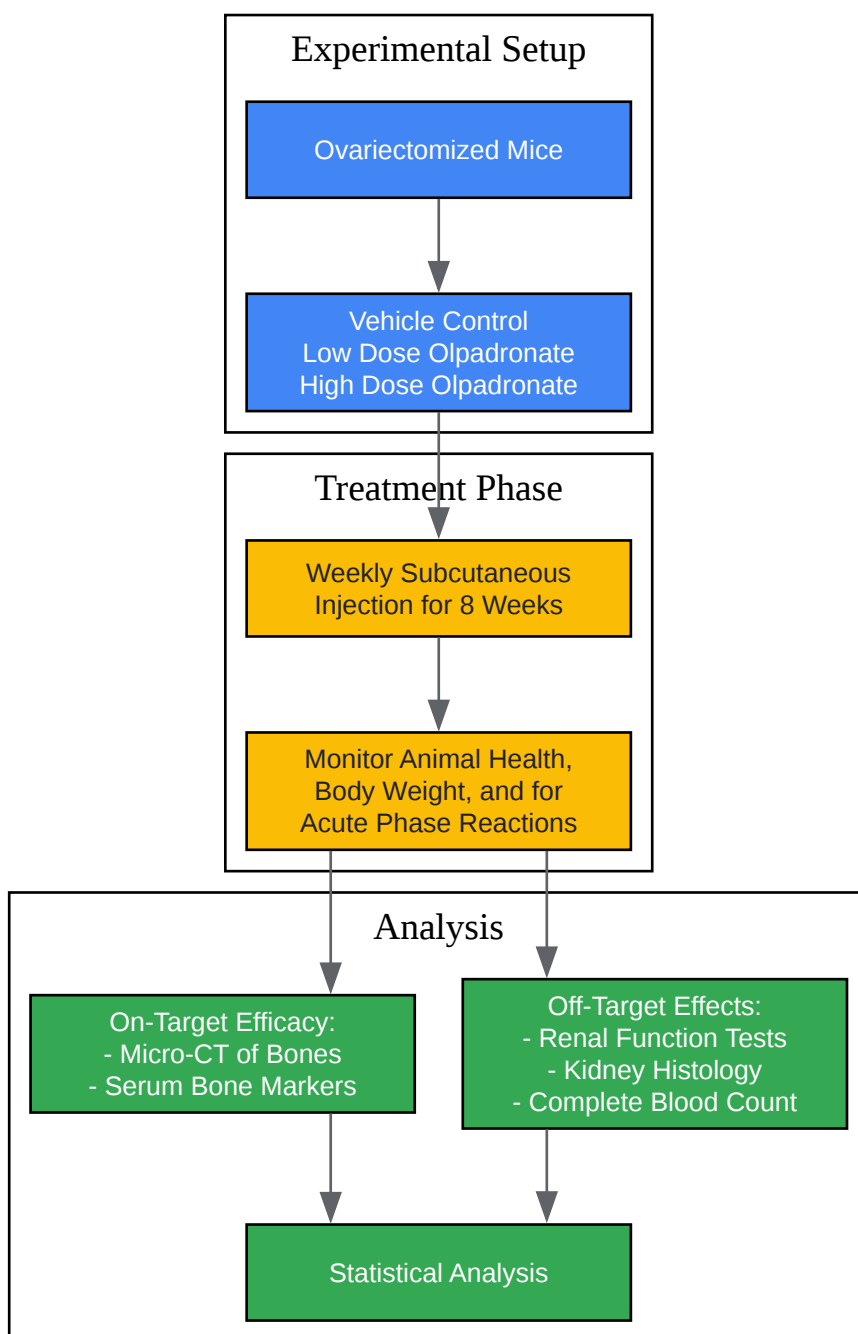 Experimental Setup
Ovariectomized Mice
Vehicle Control
Low Dose Olpadronate
High Dose Olpadronate
Treatment Phase
Weekly Subcutaneous
Injection for 8 Weeks
Monitor Animal Health,
Body Weight, and for
Acute Phase Reactions
Analysis
On-Target Efficacy:
- Micro-CT of Bones
- Serum Bone Markers
Off-Target Effects:
- Renal Function Tests
- Kidney Histology
- Complete Blood Count
Statistical Analysis